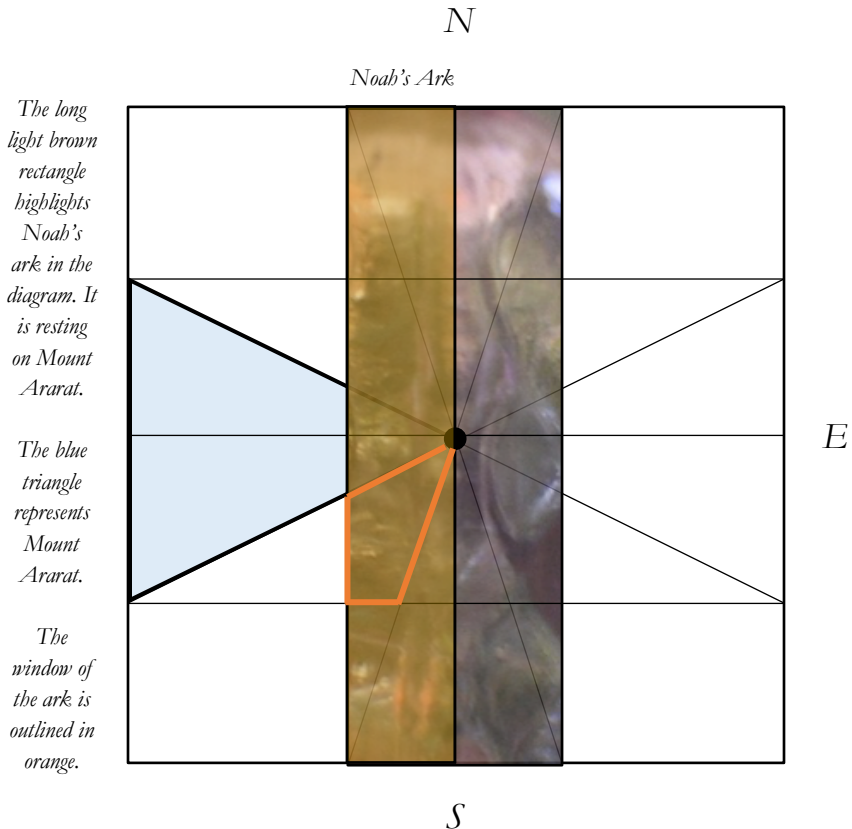 N
Noah's Ark
The long
light brown
rectangle
highlights
Noah's
ark in the
diagram. It
is resting
on Mount
Ararat.
The blue
triangle
represents
Mount
Ararat.
The
window of
the ark is
outlined in
orange.
E
S